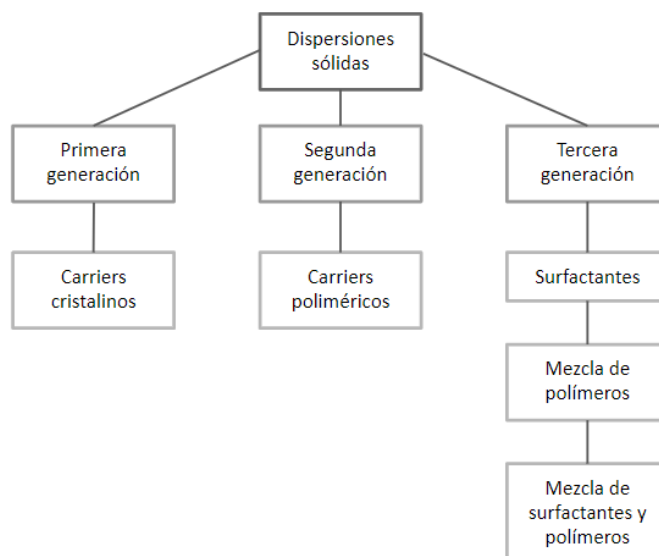 Dispersiones
sólidas
Primera
generación
Segunda
generación
Tercera
generación
Carriers
cristalinos
Carriers
poliméricos
Surfactantes
Mezcla de
polímeros
Mezcla de
surfactantes y
polímeros